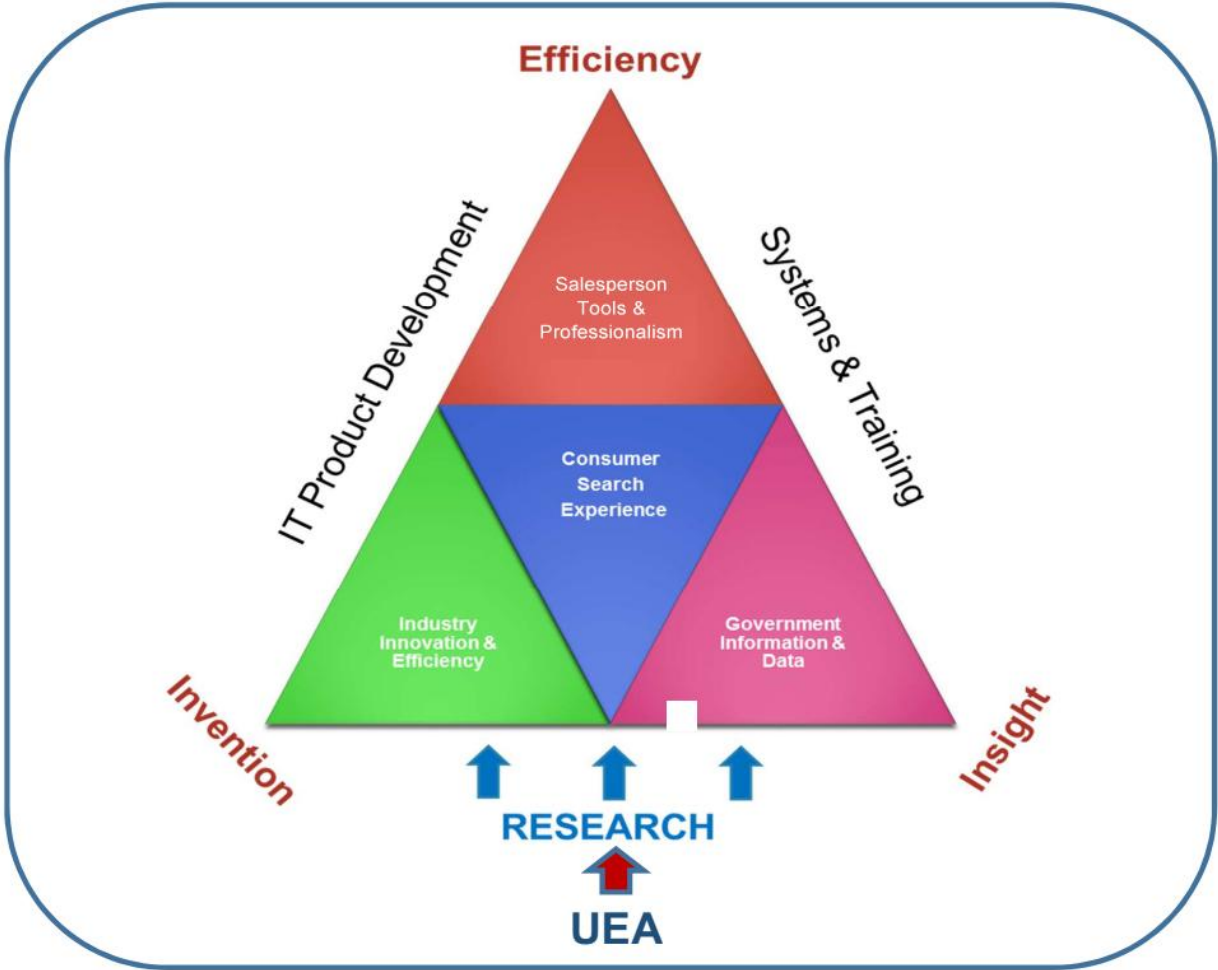 Efficiency
IT Product Development
Systems & Training
Salesperson
Tools &
Professionalism
Consumer
Search
Experience
Industry
Innovation &
Efficiency
Government
Information &
Data
Invention
Insight
RESEARCH
UEA